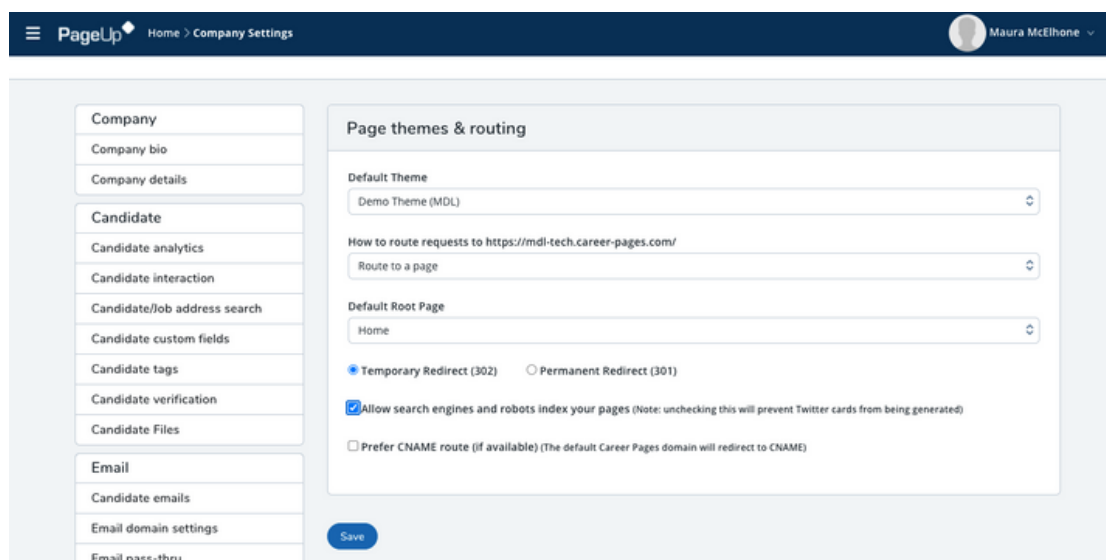 PageUp Home > Company Settings
Maura McElhone
Company
Company bio
Company details
Candidate
Candidate analytics
Candidate interaction
Candidate/Job address search
Candidate custom fields
Candidate tags
Candidate verification
Candidate Files
Email
Candidate emails
Email domain settings
Email pass-thru
Page themes & routing
Default Theme
Demo Theme (MDL)
How to route requests to https://mdl-tech.career-pages.com/
Route to a page
Default Root Page
Home
Temporary Redirect (302) Permanent Redirect (301)
Allow search engines and robots index your pages (Note: unchecking this will prevent Twitter cards from being generated)
Prefer CNAME route (if available) (The default Career Pages domain will redirect to CNAME)
Save